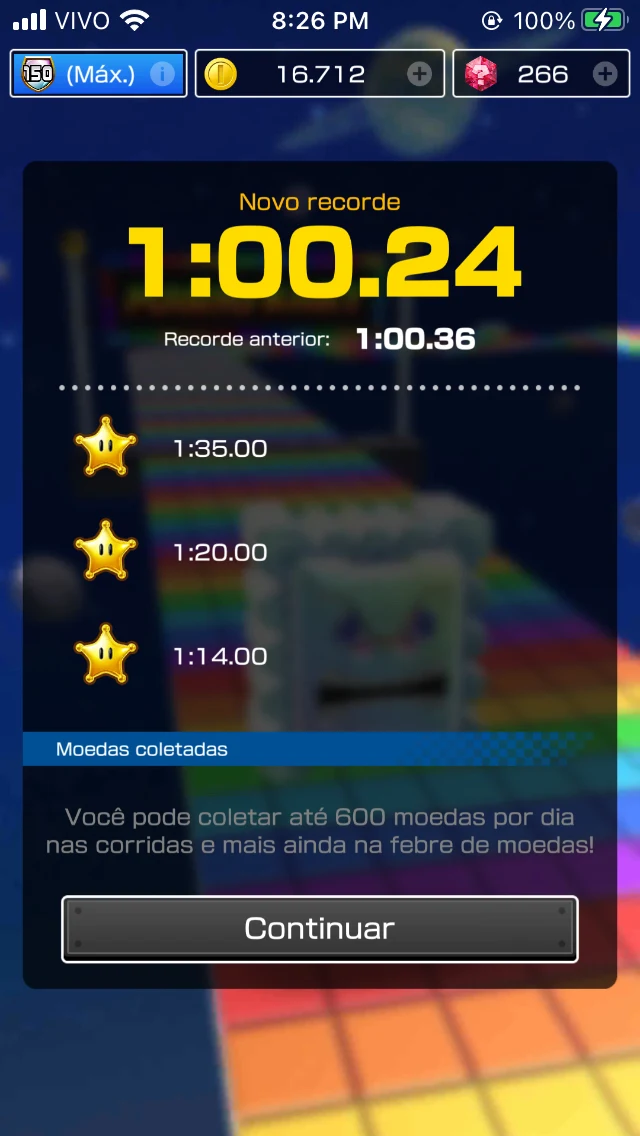 VIVO 8:26 PM 100%
150 (Máx.) i 16.712 266
Novo recorde
1:00.24
Recorde anterior: 1:00.36
1:35.00
1:20.00
1:14.00
Moedas coletadas
Você pode coletar até 600 moedas por dia
nas corridas e mais ainda na febre de moedas!
Continuar